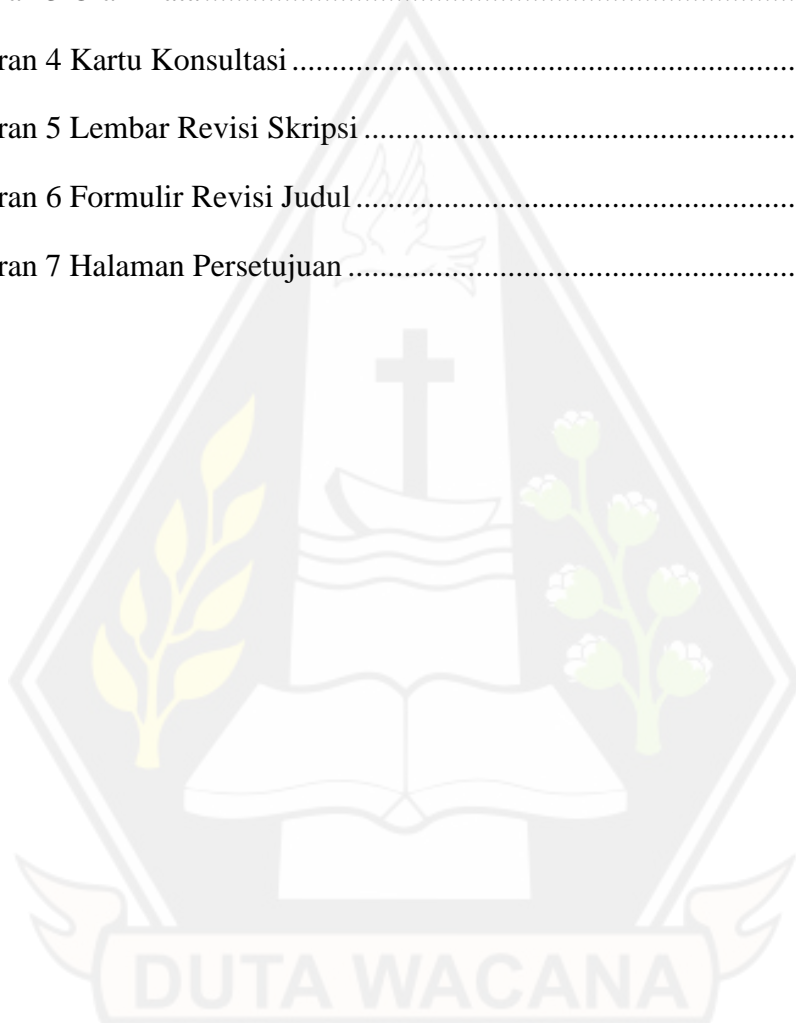 ran 4 Kartu Konsultasi ................................................................
ran 5 Lembar Revisi Skripsi .......................................................
ran 6 Formulir Revisi Judul ........................................................
ran 7 Halaman Persetujuan .........................................................
DUTA WACANA